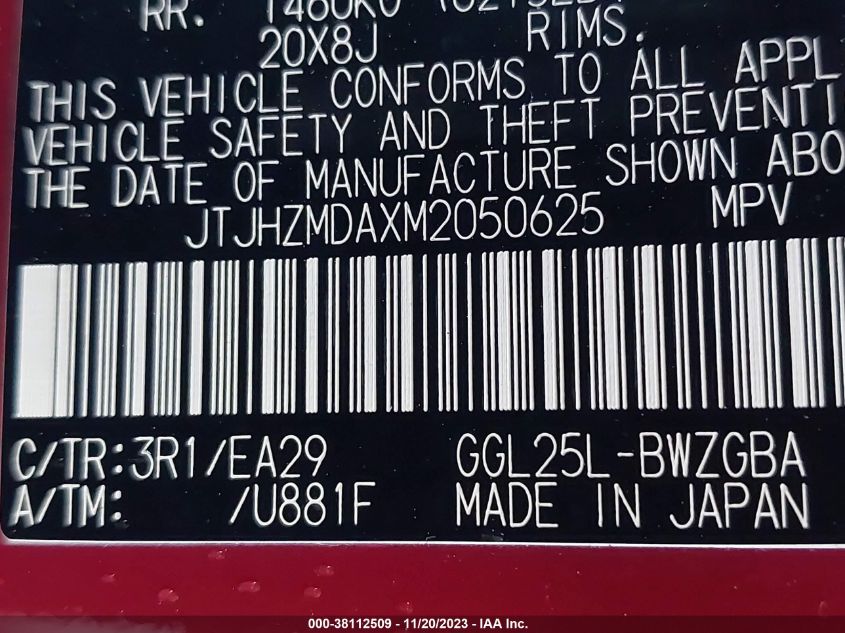 RR.
20X8J RIMS.
THIS VEHICLE CONFORMS TO ALL APPL
VEHICLE SAFETY AND THEFT PREVENTI
THE DATE OF MANUFACTURE SHOWN ABO
JTJHZMDAXM2050625 MPV
C/TR:3R1/EA29 GGL25L-BWZGBA
A/TM: /U881F MADE IN JAPAN
000-38112509 - 11/20/2023 - IAA Inc.